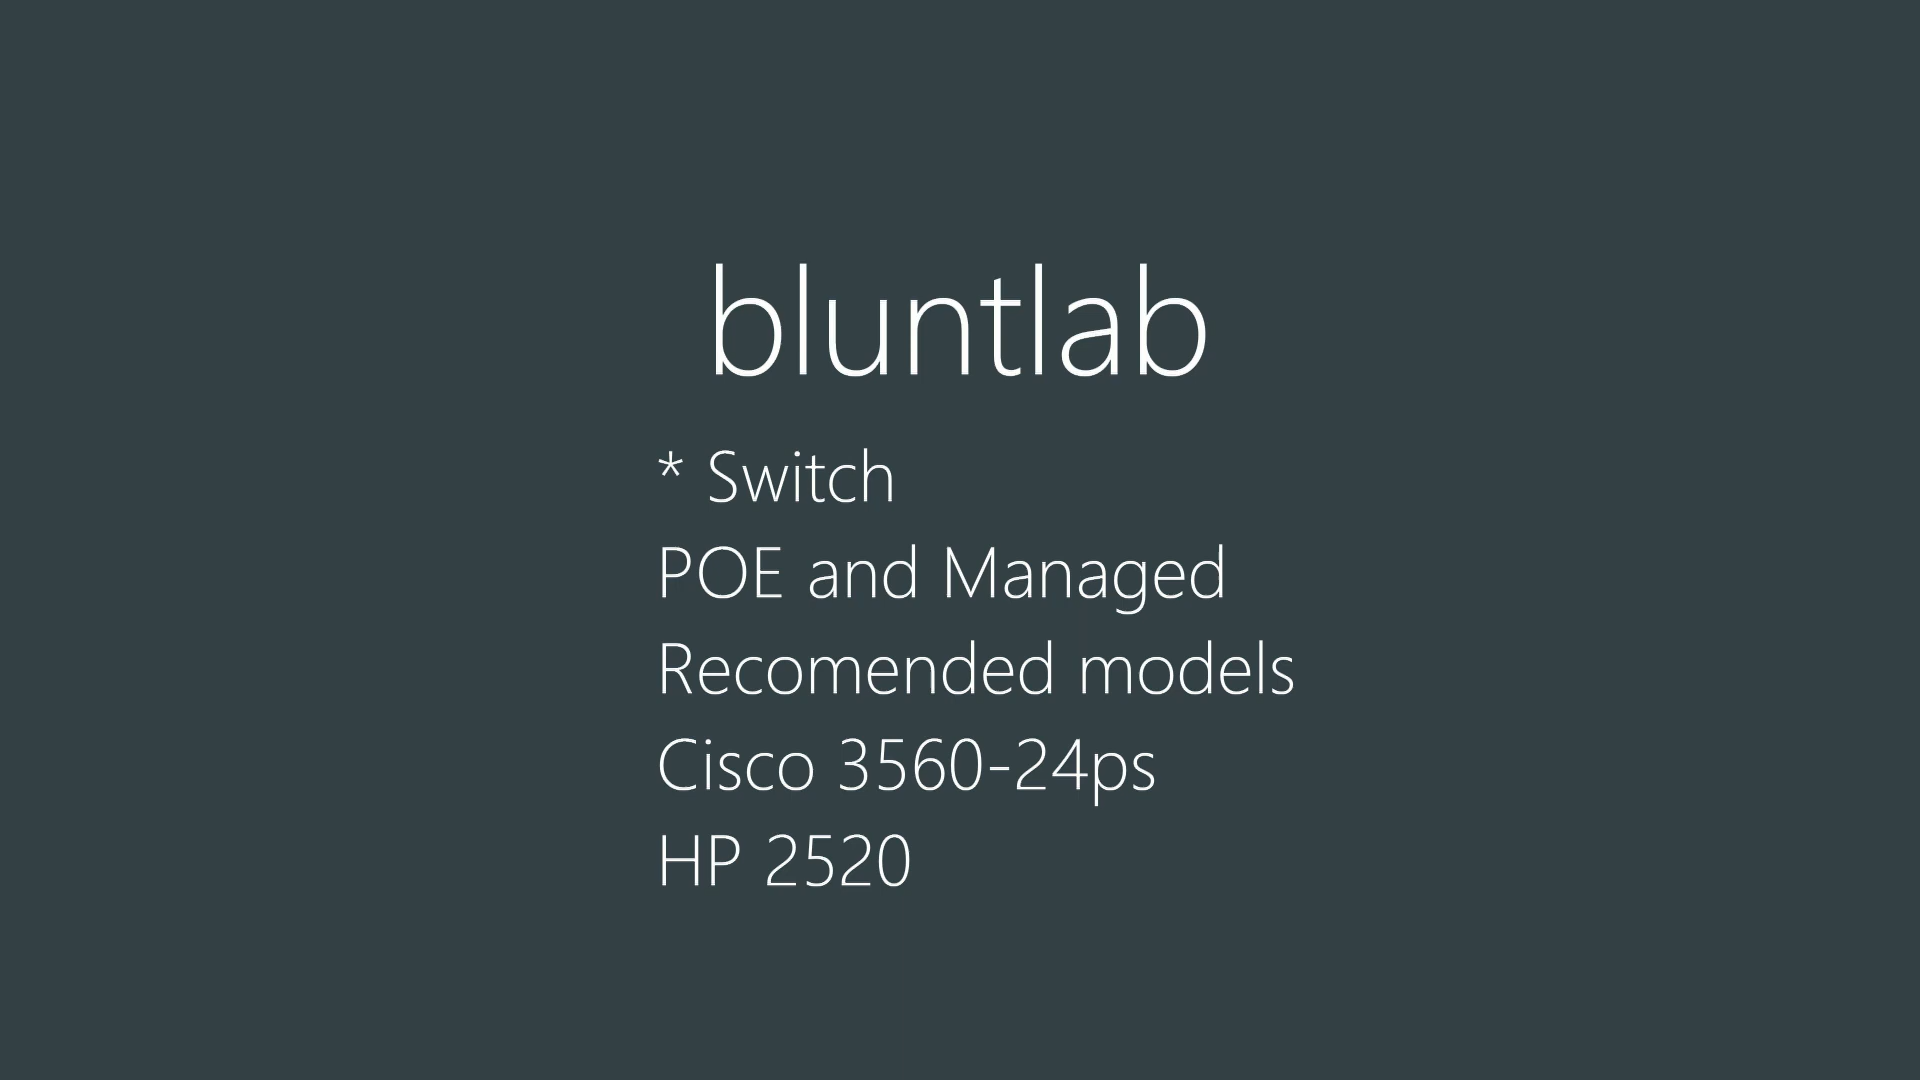 bluntlab
* Switch
POE and Managed
Recomended models
Cisco 3560-24ps
HP 2520